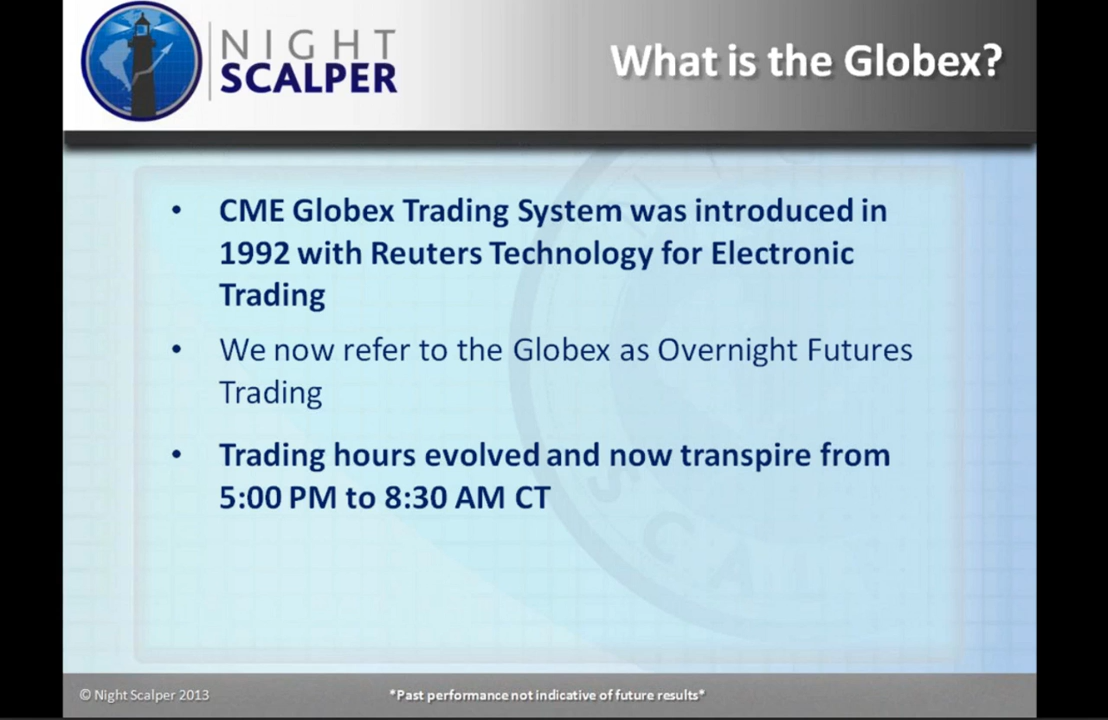 NIGHT
SCALPER
What is the Globex?
• CME Globex Trading System was introduced in
1992 with Reuters Technology for Electronic
Trading
• We now refer to the Globex as Overnight Futures
Trading
• Trading hours evolved and now transpire from
5:00 PM to 8:30 AM CT
© Night Scalper 2013
*Past performance not indicative of future results*